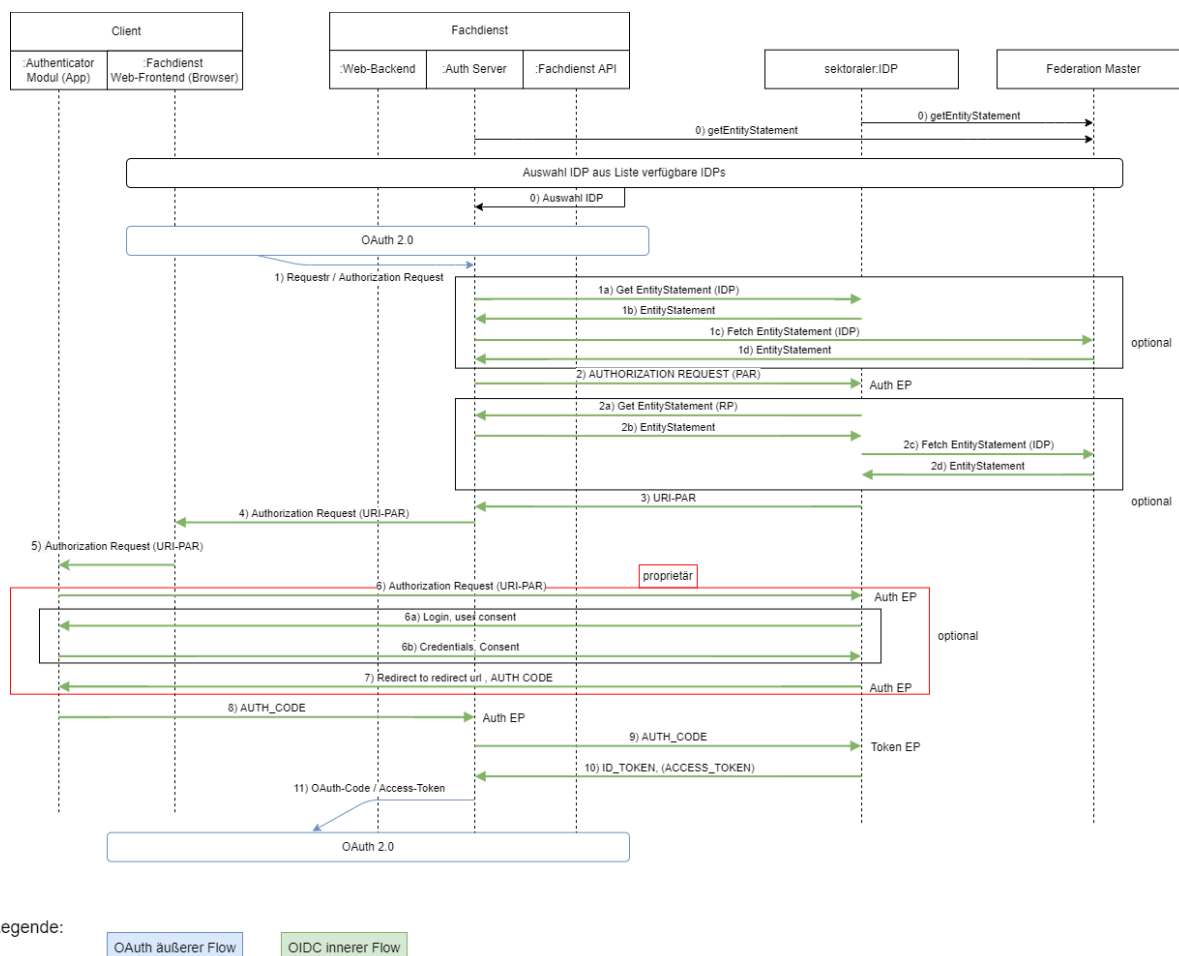 Client
Fachdienst
:Authenticator
Modul (App)
:Fachdienst
Web-Frontend (Browser)
:Web-Backend
:Auth Server
:Fachdienst API
sektoraler:IDP
Federation Master
0) getEntityStatement
0) getEntityStatement
Auswahl IDP aus Liste verfügbare IDPs
0) Auswahl IDP
OAuth 2.0
1) Requestr / Authorization Request
1a) Get EntityStatement (IDP)
1b) EntityStatement
1c) Fetch EntityStatement (IDP)
optional
1d) EntityStatement
2) AUTHORIZATION REQUEST (PAR)
Auth EP
2a) Get EntityStatement (RP)
2b) EntityStatement
2c) Fetch EntityStatement (IDP)
2d) EntityStatement
3) URI-PAR
optional
4) Authorization Request (URI-PAR)
5) Authorization Request (URI-PAR)
proprietär
6) Authorization Request (URI-PAR)
Auth EP
6a) Login, user consent
optional
6b) Credentials, Consent
7) Redirect to redirect url , AUTH CODE
Auth EP
8) AUTH_CODE
Auth EP
9) AUTH_CODE
Token EP
10) ID_TOKEN, (ACCESS_TOKEN)
11) OAuth-Code / Access-Token
OAuth 2.0
egende:
OAuth äußerer Flow
OIDC innerer Flow